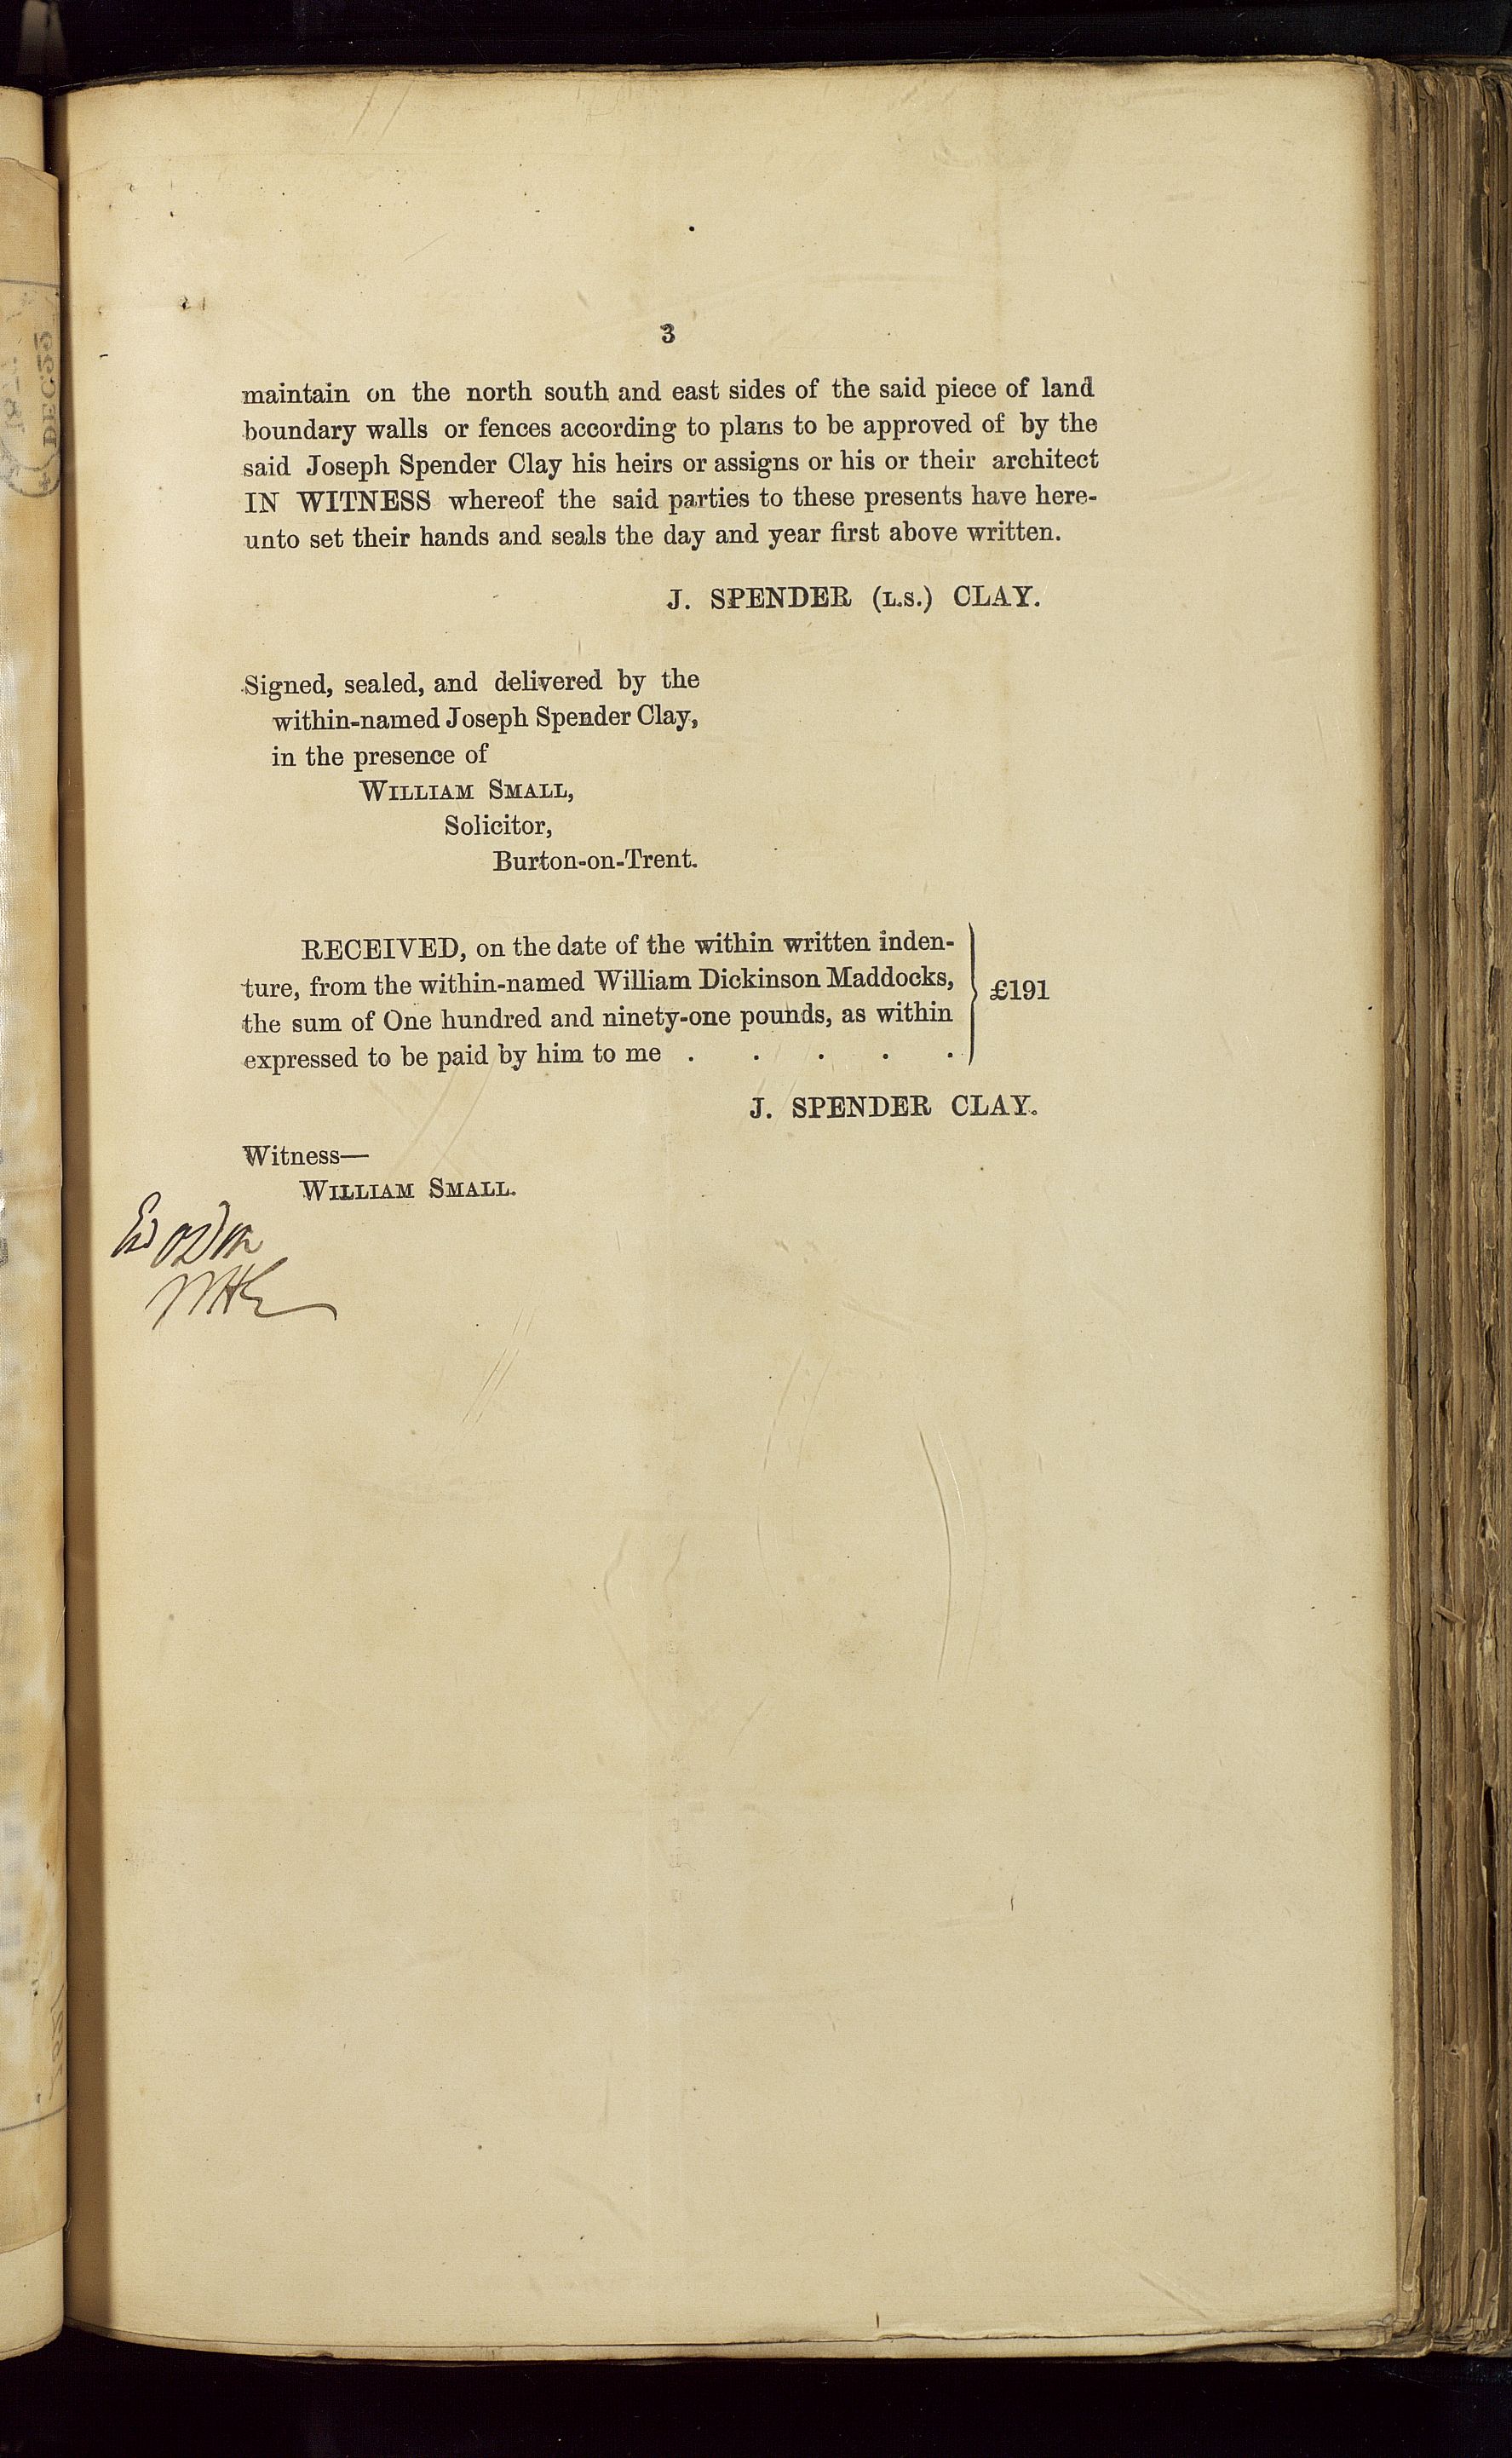 3
maintain on the north south and east sides of the said piece of land
boundary walls or fences according to plans to be approved of by the
said Joseph Spender Clay his heirs or assigns or his or their architect
IN WITNESS whereof the said parties to these presents have here-
unto set their hands and seals the day and year first above written.
J. SPENDER (L.S.) CLAY.
Signed, sealed, and delivered by the
within-named Joseph Spender Clay,
in the presence of
WILLIAM SMALL,
Solicitor,
Burton-on-Trent.
RECEIVED, on the date of the within written inden-
ture, from the within-named William Dickinson Maddocks,
the sum of One hundred and ninety-one pounds, as within
expressed to be paid by him to me . . . . .
£191
J. SPENDER CLAY.
Witness—
WILLIAM SMALL.